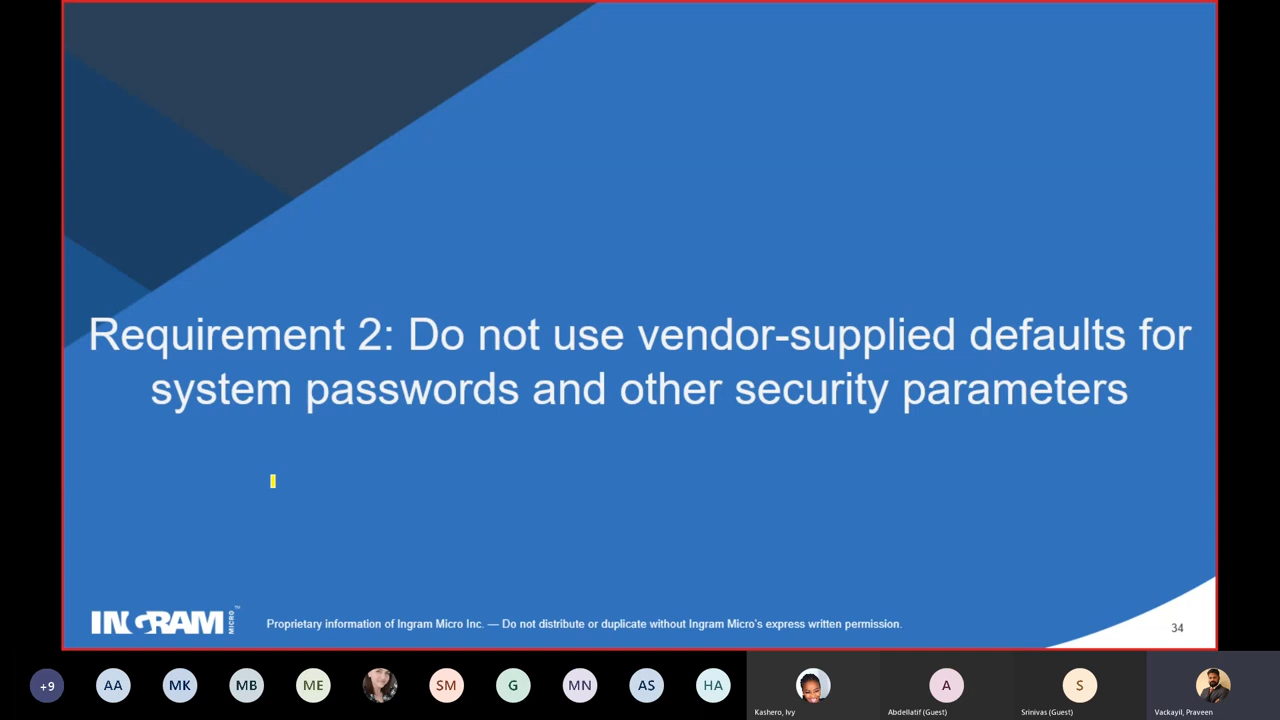 Requirement 2: Do not use vendor-supplied defaults for
system passwords and other security parameters
INGRAM MICRO™
Proprietary information of Ingram Micro Inc. — Do not distribute or duplicate without Ingram Micro's express written permission.
34
+9
AA
MK
MB
ME
SM
G
MN
AS
HA
A
S
Kashero, Ivy
Abdellatif (Guest)
Srinivas (Guest)
Vackayil, Praveen